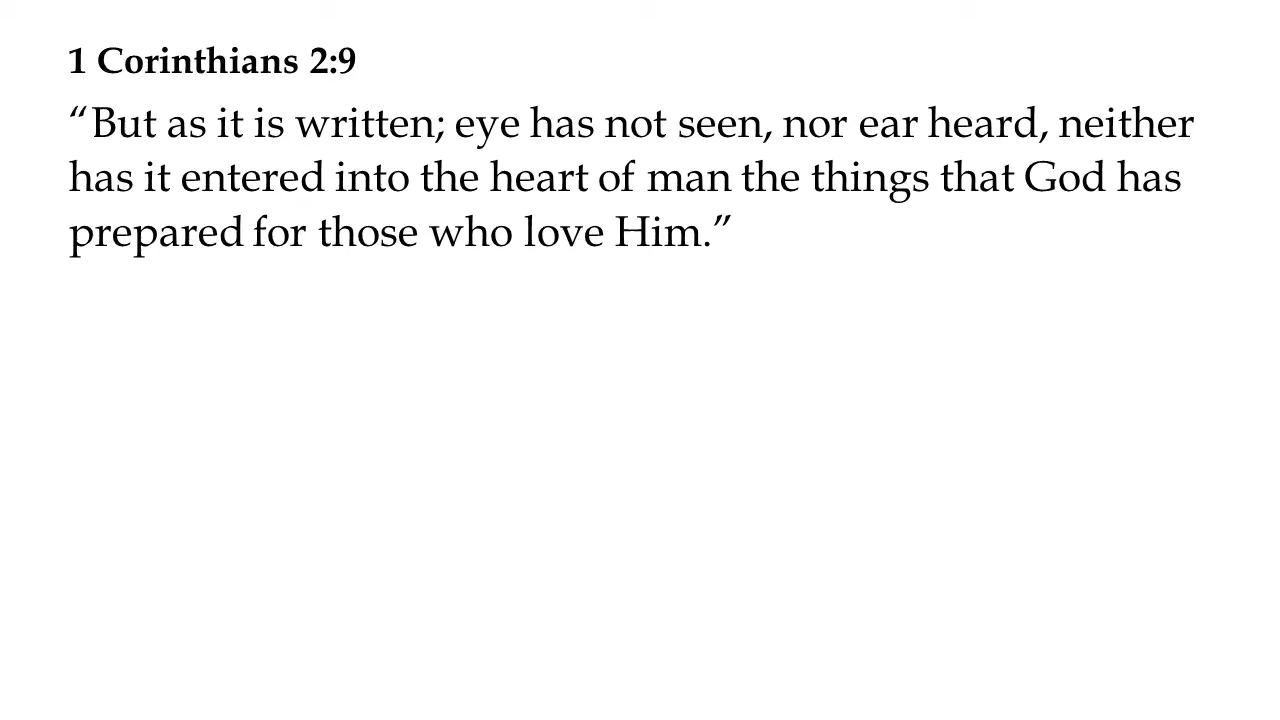 1 Corinthians 2:9
“But as it is written; eye has not seen, nor ear heard, neither
has it entered into the heart of man the things that God has
prepared for those who love Him.”